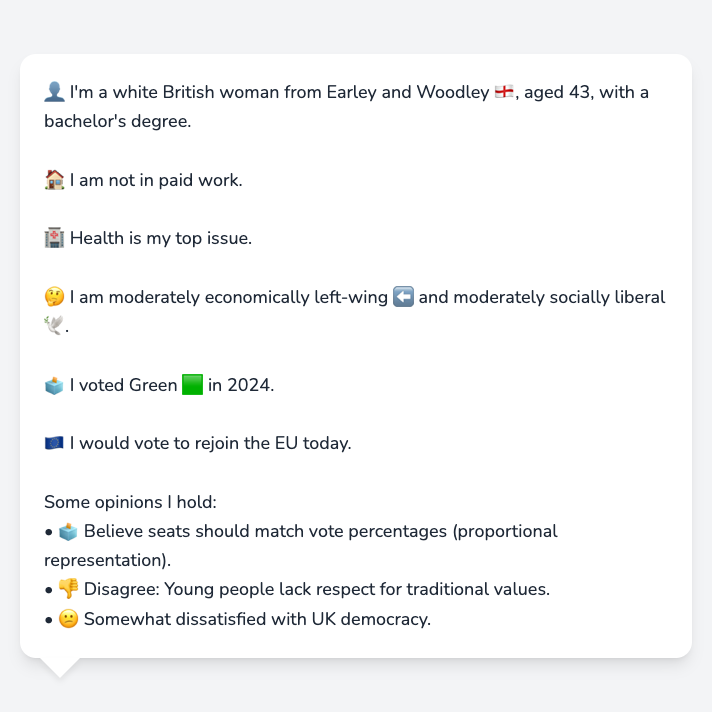 👤 I'm a white British woman from Earley and Woodley 🏴󠁧󠁢󠁥󠁮󠁧󠁿, aged 43, with a
bachelor's degree.
🏠 I am not in paid work.
🏥 Health is my top issue.
🤔 I am moderately economically left-wing ⬅️ and moderately socially liberal
🕊️.
🗳️ I voted Green 🟩 in 2024.
🇪🇺 I would vote to rejoin the EU today.
Some opinions I hold:
• 🗳️ Believe seats should match vote percentages (proportional
representation).
• 👎 Disagree: Young people lack respect for traditional values.
• 😕 Somewhat dissatisfied with UK democracy.